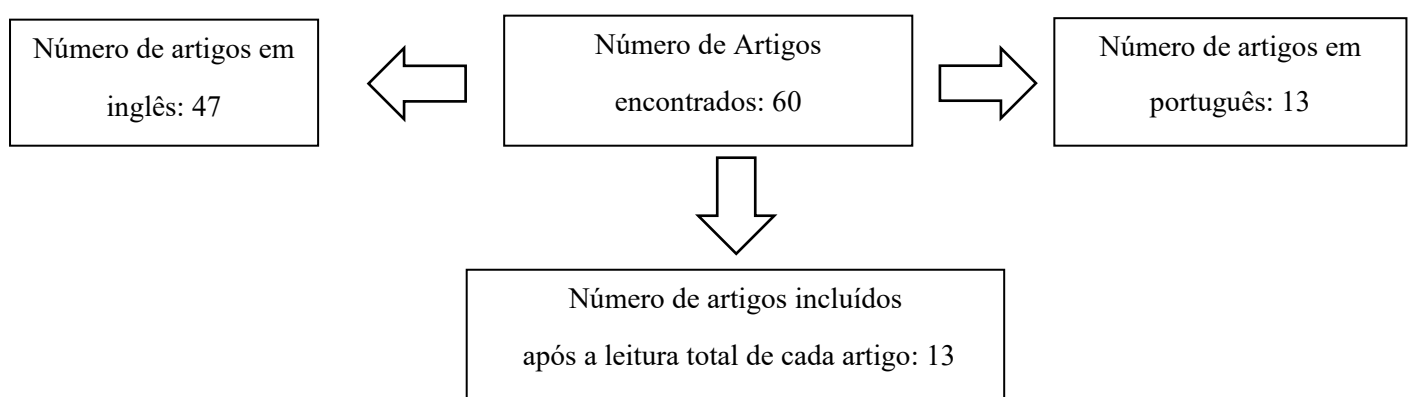 Número de artigos em
inglês: 47
Número de Artigos
encontrados: 60
Número de artigos em
português: 13
Número de artigos incluídos
após a leitura total de cada artigo: 13